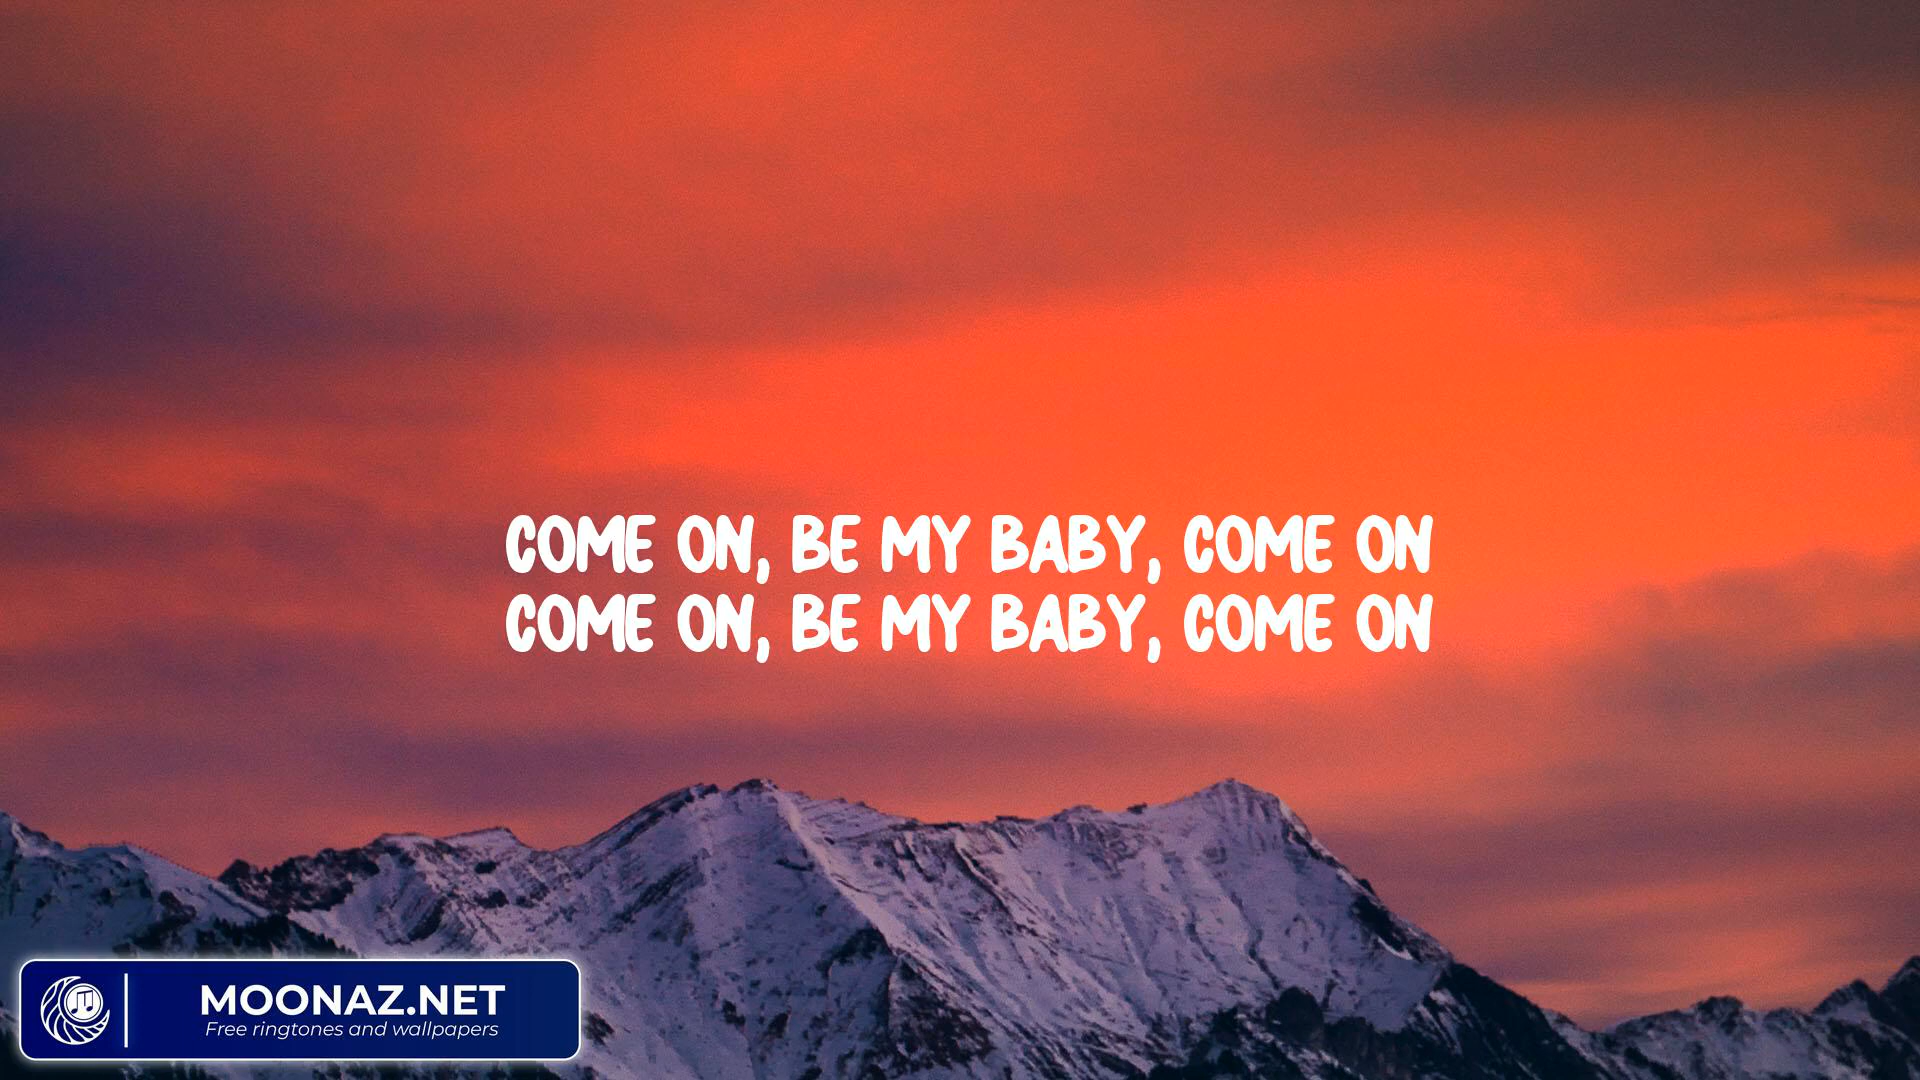 COME ON, BE MY BABY, COME ON
COME ON, BE MY BABY, COME ON
MOONAZ.NET
Free ringtones and wallpapers